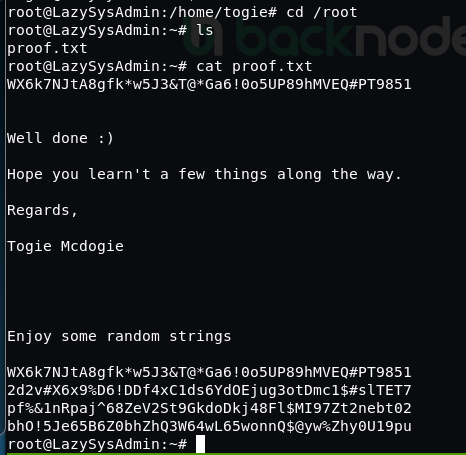 root@LazySysAdmin:/home/togie# cd /root
root@LazySysAdmin:~# ls
proof.txt
root@LazySysAdmin:~# cat proof.txt
WX6k7NJtA8gfk*w5J3&T@*Ga6!0o5UP89hMVEQ#PT9851
Well done :)
Hope you learn't a few things along the way.
Regards,
Togie Mcdogie
Enjoy some random strings
WX6k7NJtA8gfk*w5J3&T@*Ga6!0o5UP89hMVEQ#PT9851
2d2v#X6x9%D6!DDf4xC1ds6YdOEjug3otDmc1$#slTET7
pf%&1nRpaj^68ZeV2St9GkdoDkj48Fl$MI97Zt2nebt02
bhO!5Je65B6Z0bhZhQ3W64wL65wonnQ$@yw%Zhy0U19pu
root@LazySysAdmin:~#
backnode